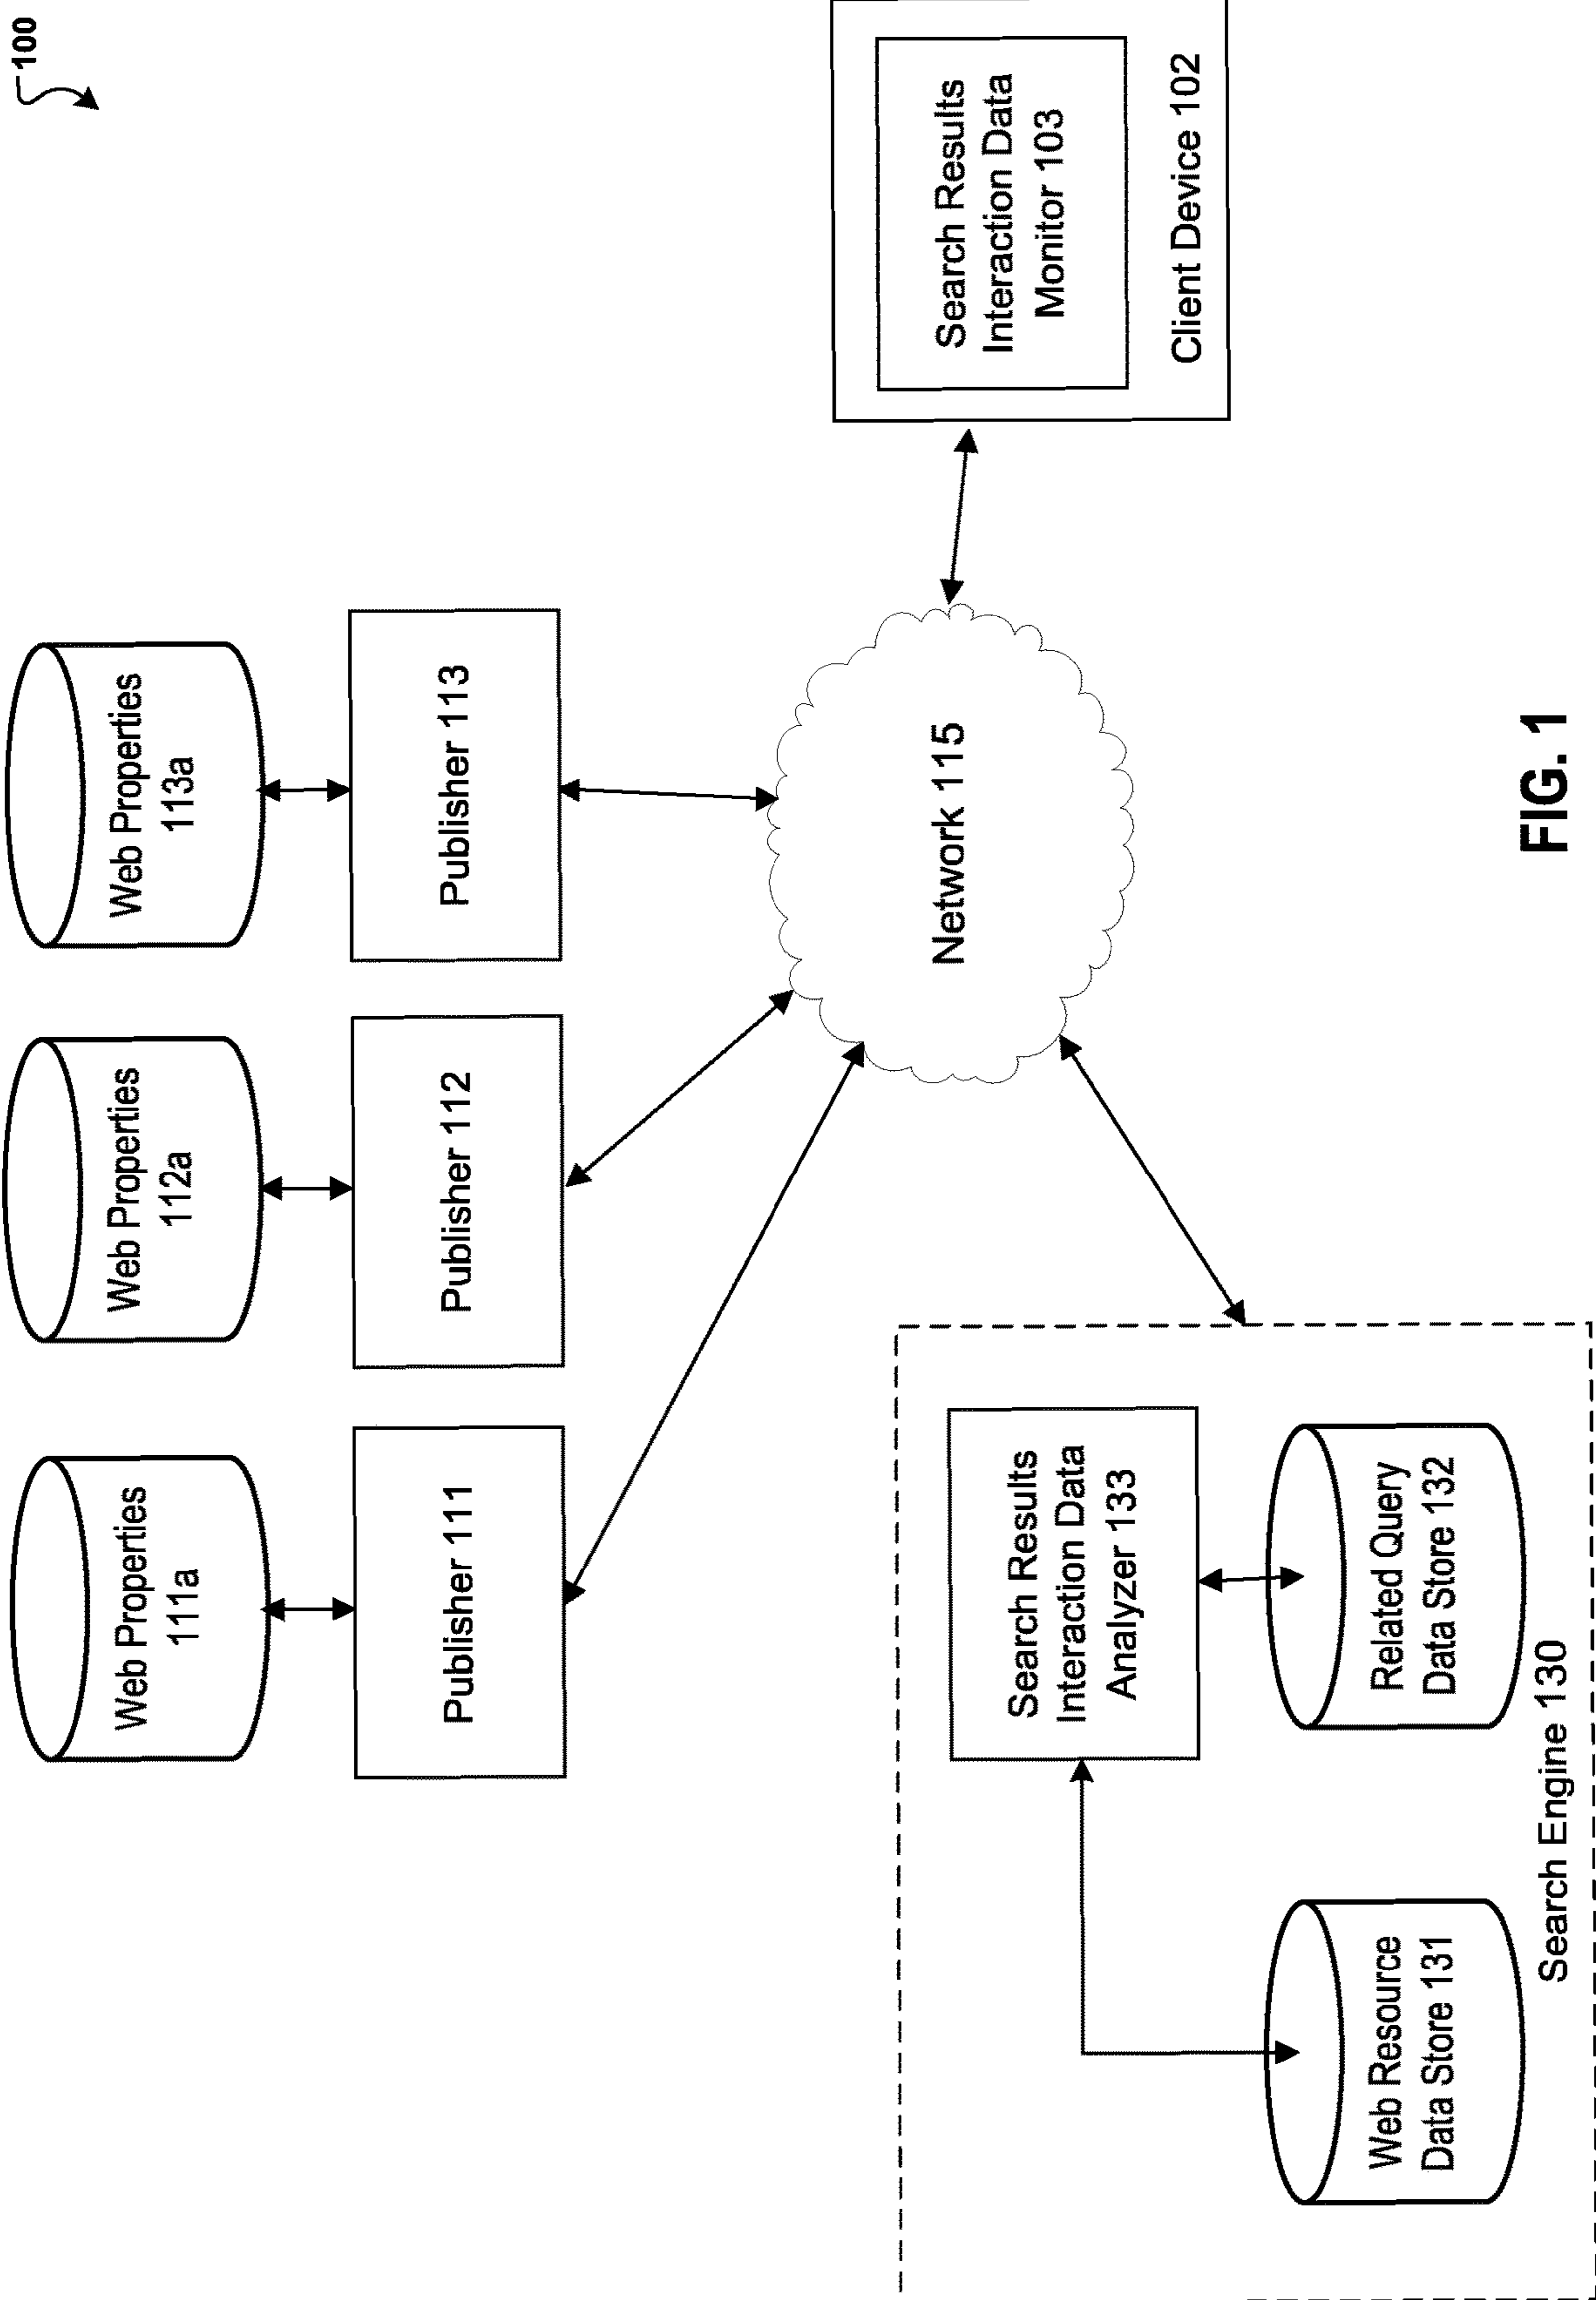 100
Web Properties
111a
Web Properties
112a
Web Properties
113a
Publisher 111
Publisher 112
Publisher 113
Network 115
Search Results
Interaction Data
Monitor 103
Client Device 102
Search Results
Interaction Data
Analyzer 133
Web Resource
Data Store 131
Related Query
Data Store 132
Search Engine 130
FIG. 1